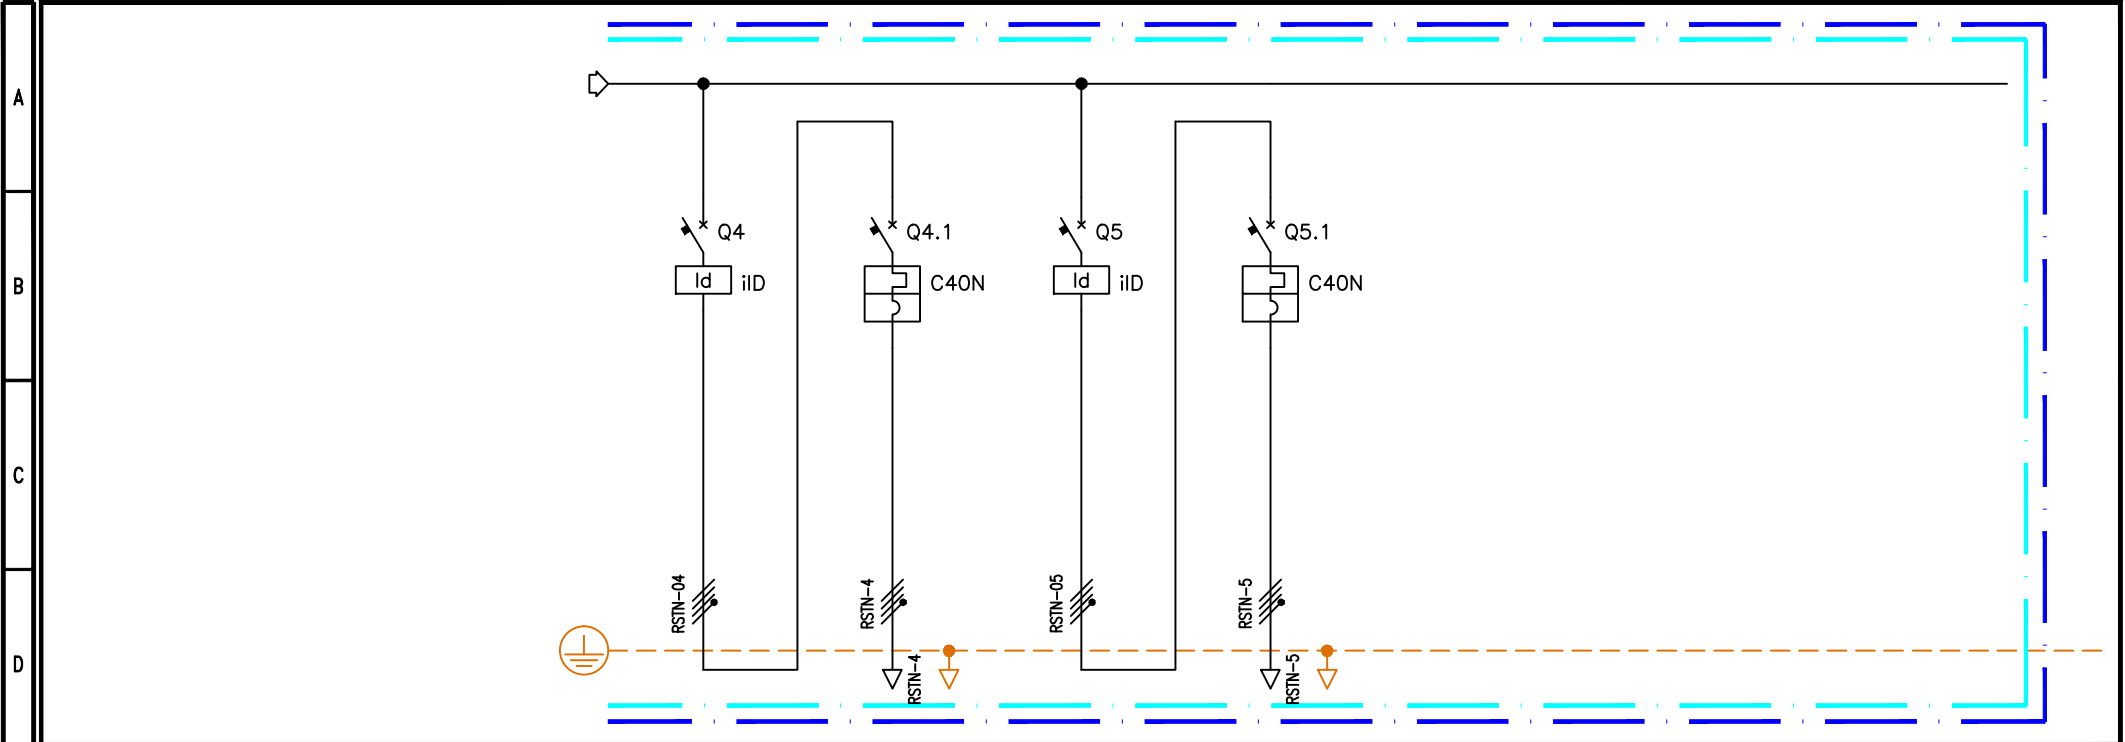 A
B
C
D
Q4
Q4.1
Q5
Q5.1
Id
iID
C40N
Id
iID
C40N
RSTN-04
RSTN-4
RSTN-05
RSTN-5
RSTN-4
RSTN-5